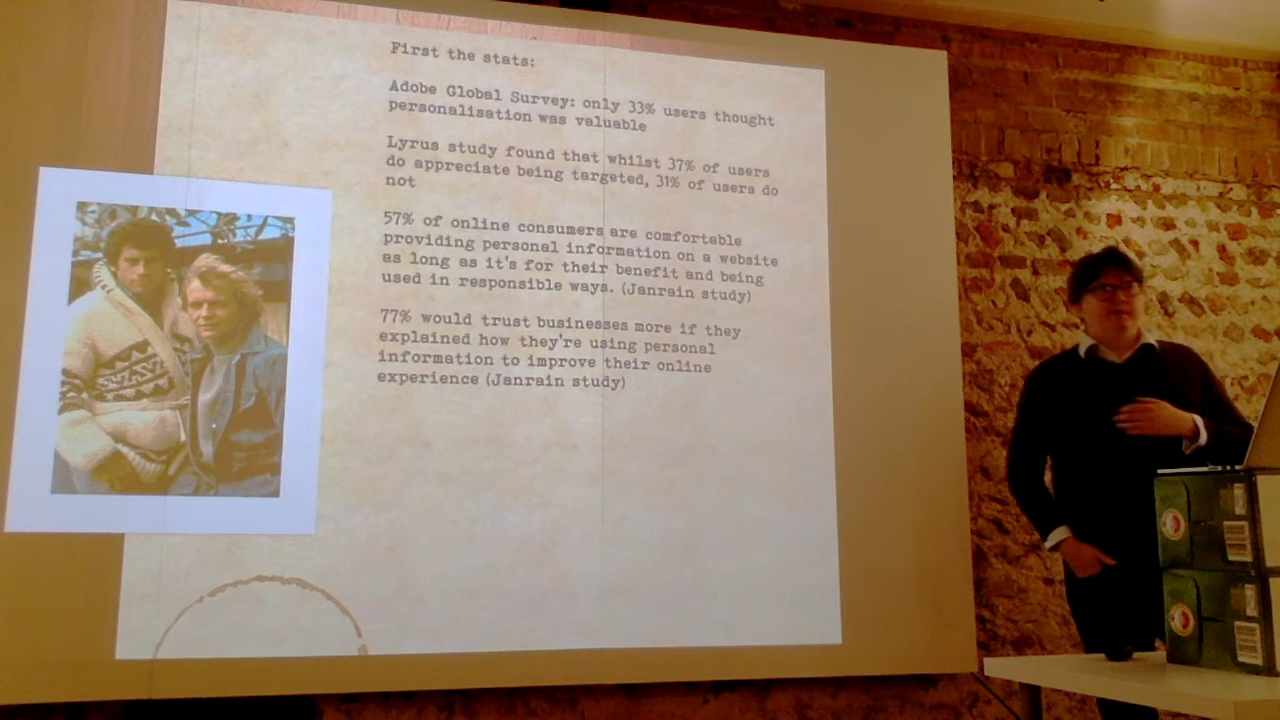 First the stats:
Adobe Global Survey: only 33% users thought
personalisation was valuable
Lyrus study found that whilst 37% of users
do appreciate being targeted, 31% of users do
not
57% of online consumers are comfortable
providing personal information on a website
as long as it's for their benefit and being
used in responsible ways. (Janrain study)
77% would trust businesses more if they
explained how they're using personal
information to improve their online
experience (Janrain study)